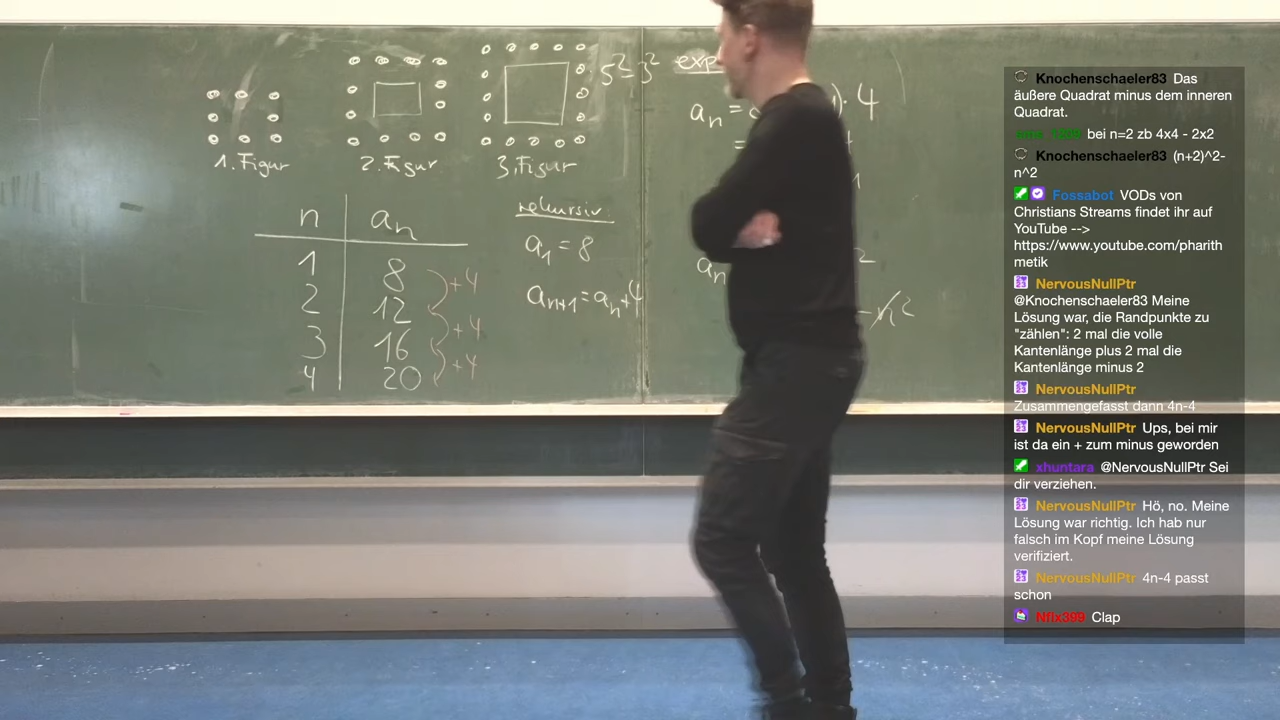 5²-3²
1. Figur
2. Figur
3. Figur
n aₙ
1 8
2 12
3 16
4 20
+4
+4
+4
rekursiv
a₁ = 8
aₙ₊₁ = aₙ+4
exp
aₙ =
)·4
=
aₙ
Knochenschaeler83 Das
äußere Quadrat minus dem inneren
Quadrat.
bei n=2 zb 4x4 - 2x2
Knochenschaeler83 (n+2)^2-
n^2
Fossabot VODs von
Christians Streams findet ihr auf
YouTube -->
https://www.youtube.com/pharith
metik
NervousNullPtr
@Knochenschaeler83 Meine
Lösung war, die Randpunkte zu
"zählen": 2 mal die volle
Kantenlänge plus 2 mal die
Kantenlänge minus 2
NervousNullPtr
Zusammengefasst dann 4n-4
NervousNullPtr Ups, bei mir
ist da ein + zum minus geworden
xhuntara @NervousNullPtr Sei
dir verziehen.
NervousNullPtr Hö, no. Meine
Lösung war richtig. Ich hab nur
falsch im Kopf meine Lösung
verifiziert.
NervousNullPtr 4n-4 passt
schon
Nflx399 Clap